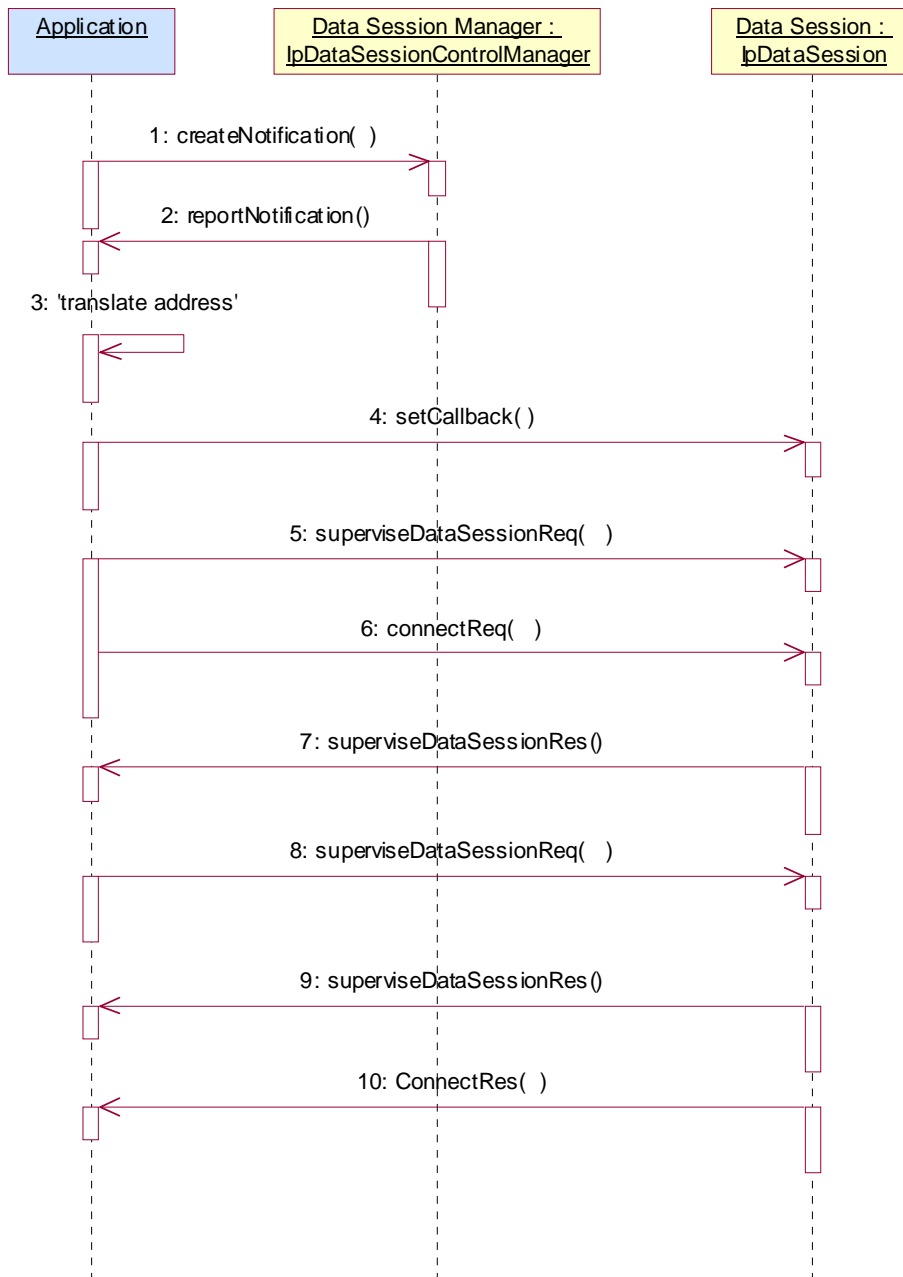 Application
Data Session Manager :
IpDataSessionControlManager
Data Session :
IpDataSession
1: createNotification( )
2: reportNotification()
3: 'translate address'
4: setCallback( )
5: superviseDataSessionReq( )
6: connectReq( )
7: superviseDataSessionRes()
8: superviseDataSessionReq( )
9: superviseDataSessionRes()
10: ConnectRes( )